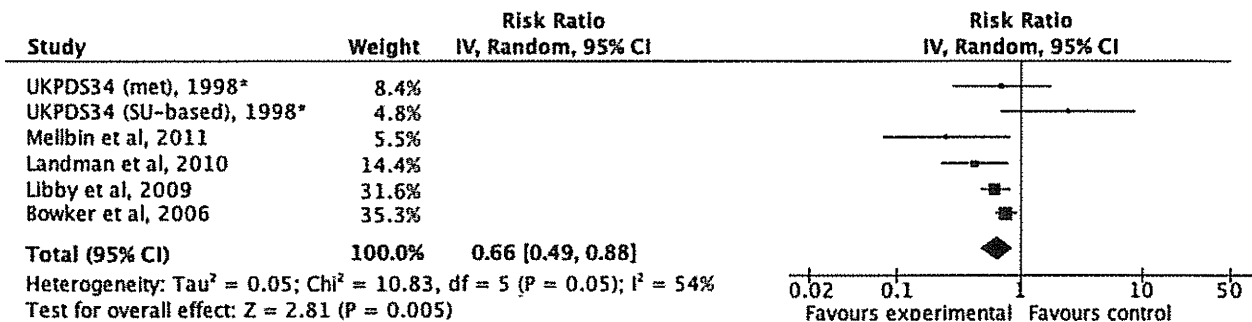 Risk Ratio Risk Ratio
Study Weight IV, Random, 95% CI IV, Random, 95% CI
UKPDS34 (met), 1998* 8.4%
UKPDS34 (SU-based), 1998* 4.8%
Mellbin et al, 2011 5.5%
Landman et al, 2010 14.4%
Libby et al, 2009 31.6%
Bowker et al, 2006 35.3%
Total (95% CI) 100.0% 0.66 [0.49, 0.88]
Heterogeneity: Tau² = 0.05; Chi² = 10.83, df = 5 (P = 0.05); I² = 54%
Test for overall effect: Z = 2.81 (P = 0.005)
0.02 0.1 1 10 50
Favours experimental Favours control